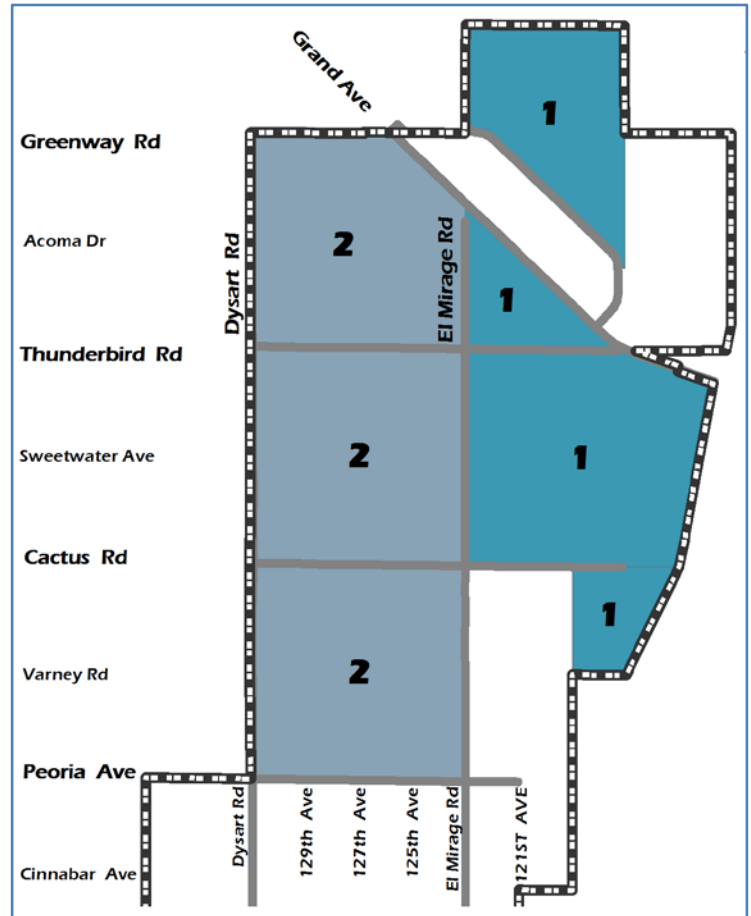 Grand Ave
1
Greenway Rd
Acoma Dr
Dysart Rd
2
El Mirage Rd
1
Thunderbird Rd
Sweetwater Ave
2
1
Cactus Rd
1
Varney Rd
2
Peoria Ave
Dysart Rd
129th Ave
127th Ave
125th Ave
El Mirage Rd
121ST AVE
Cinnabar Ave